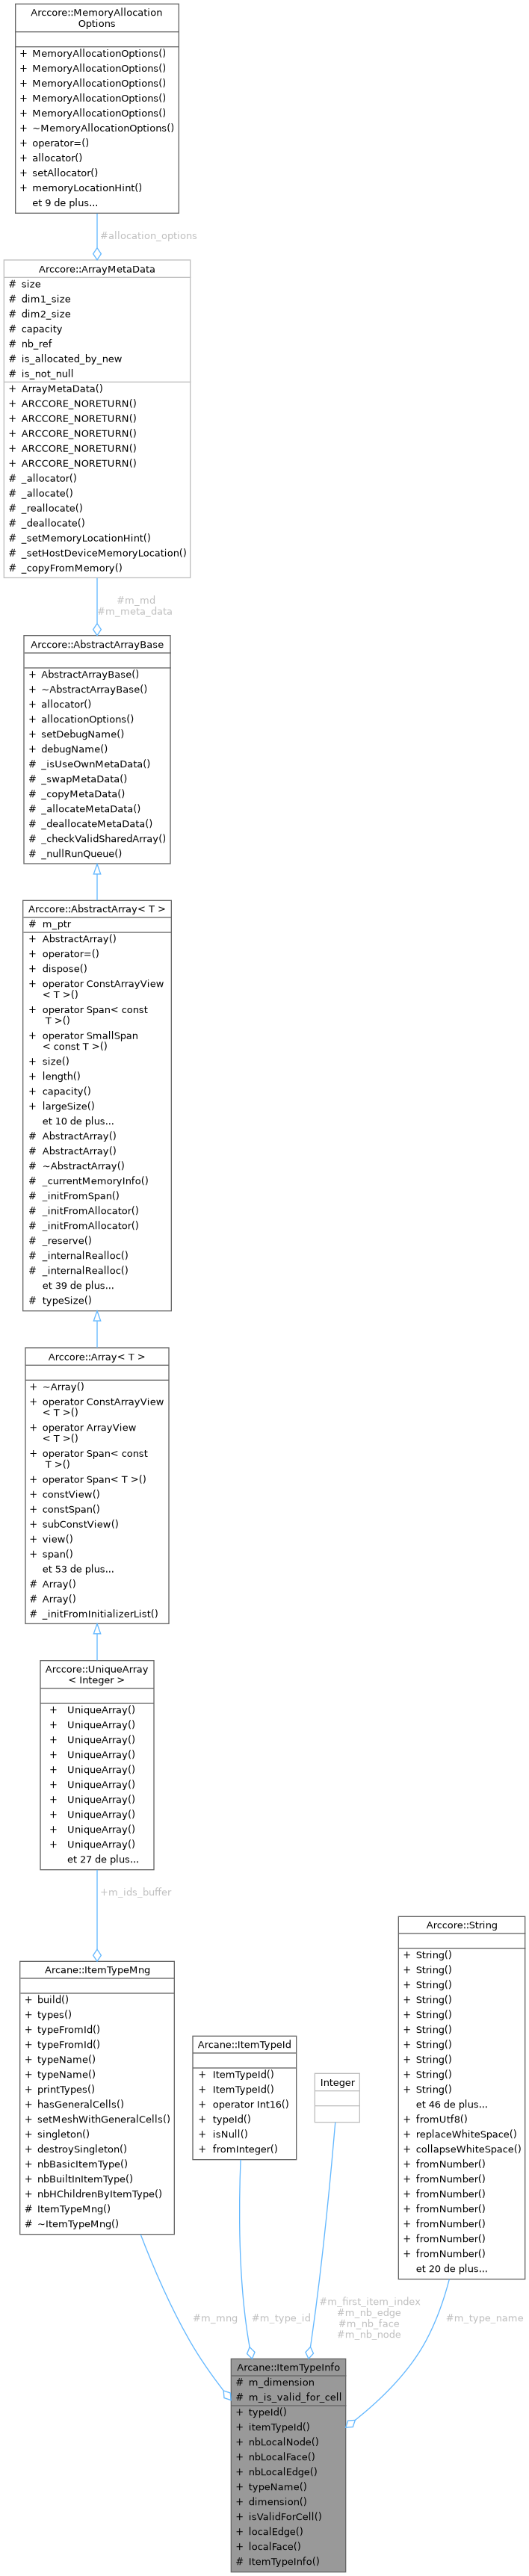 Arccore::MemoryAllocation
Options
+ MemoryAllocationOptions()
+ MemoryAllocationOptions()
+ MemoryAllocationOptions()
+ MemoryAllocationOptions()
+ MemoryAllocationOptions()
+ ~MemoryAllocationOptions()
+ operator=()
+ allocator()
+ setAllocator()
+ memoryLocationHint()
et 9 de plus...
#allocation_options
Arccore::ArrayMetaData
# size
# dim1_size
# dim2_size
# capacity
# nb_ref
# is_allocated_by_new
# is_not_null
+ ArrayMetaData()
+ ARCCORE_NORETURN()
+ ARCCORE_NORETURN()
+ ARCCORE_NORETURN()
+ ARCCORE_NORETURN()
+ ARCCORE_NORETURN()
# _allocator()
# _allocate()
# _reallocate()
# _deallocate()
# _setMemoryLocationHint()
# _setHostDeviceMemoryLocation()
# _copyFromMemory()
#m_md
#m_meta_data
Arccore::AbstractArrayBase
+ AbstractArrayBase()
+ ~AbstractArrayBase()
+ allocator()
+ allocationOptions()
+ setDebugName()
+ debugName()
# _isUseOwnMetaData()
# _swapMetaData()
# _copyMetaData()
# _allocateMetaData()
# _deallocateMetaData()
# _checkValidSharedArray()
# _nullRunQueue()
Arccore::AbstractArray< T >
# m_ptr
+ AbstractArray()
+ operator=()
+ dispose()
+ operator ConstArrayView
< T >()
+ operator Span< const
T >()
+ operator SmallSpan
< const T >()
+ size()
+ length()
+ capacity()
+ largeSize()
et 10 de plus...
# AbstractArray()
# AbstractArray()
# ~AbstractArray()
# _currentMemoryInfo()
# _initFromSpan()
# _initFromAllocator()
# _initFromAllocator()
# _reserve()
# _internalRealloc()
# _internalRealloc()
et 39 de plus...
# typeSize()
Arccore::Array< T >
+ ~Array()
+ operator ConstArrayView
< T >()
+ operator ArrayView
< T >()
+ operator Span< const
T >()
+ operator Span< T >()
+ constView()
+ constSpan()
+ subConstView()
+ view()
+ span()
et 53 de plus...
# Array()
# Array()
# _initFromInitializerList()
Arccore::UniqueArray
< Integer >
+ UniqueArray()
+ UniqueArray()
+ UniqueArray()
+ UniqueArray()
+ UniqueArray()
+ UniqueArray()
+ UniqueArray()
+ UniqueArray()
+ UniqueArray()
+ UniqueArray()
et 27 de plus...
+m_ids_buffer
Arcane::ItemTypeMng
+ build()
+ types()
+ typeFromId()
+ typeFromId()
+ typeName()
+ typeName()
+ printTypes()
+ hasGeneralCells()
+ setMeshWithGeneralCells()
+ singleton()
+ destroySingleton()
+ nbBasicItemType()
+ nbBuiltInItemType()
+ nbHChildrenByItemType()
# ItemTypeMng()
# ~ItemTypeMng()
Arcane::ItemTypeId
+ ItemTypeId()
+ ItemTypeId()
+ operator Int16()
+ typeId()
+ isNull()
+ fromInteger()
Integer
Arccore::String
+ String()
+ String()
+ String()
+ String()
+ String()
+ String()
+ String()
+ String()
+ String()
+ String()
et 46 de plus...
+ fromUtf8()
+ replaceWhiteSpace()
+ collapseWhiteSpace()
+ fromNumber()
+ fromNumber()
+ fromNumber()
+ fromNumber()
+ fromNumber()
+ fromNumber()
+ fromNumber()
et 20 de plus...
#m_mng
#m_type_id
#m_first_item_index
#m_nb_edge
#m_nb_face
#m_nb_node
#m_type_name
Arcane::ItemTypeInfo
# m_dimension
# m_is_valid_for_cell
+ typeId()
+ itemTypeId()
+ nbLocalNode()
+ nbLocalFace()
+ nbLocalEdge()
+ typeName()
+ dimension()
+ isValidForCell()
+ localEdge()
+ localFace()
# ItemTypeInfo()